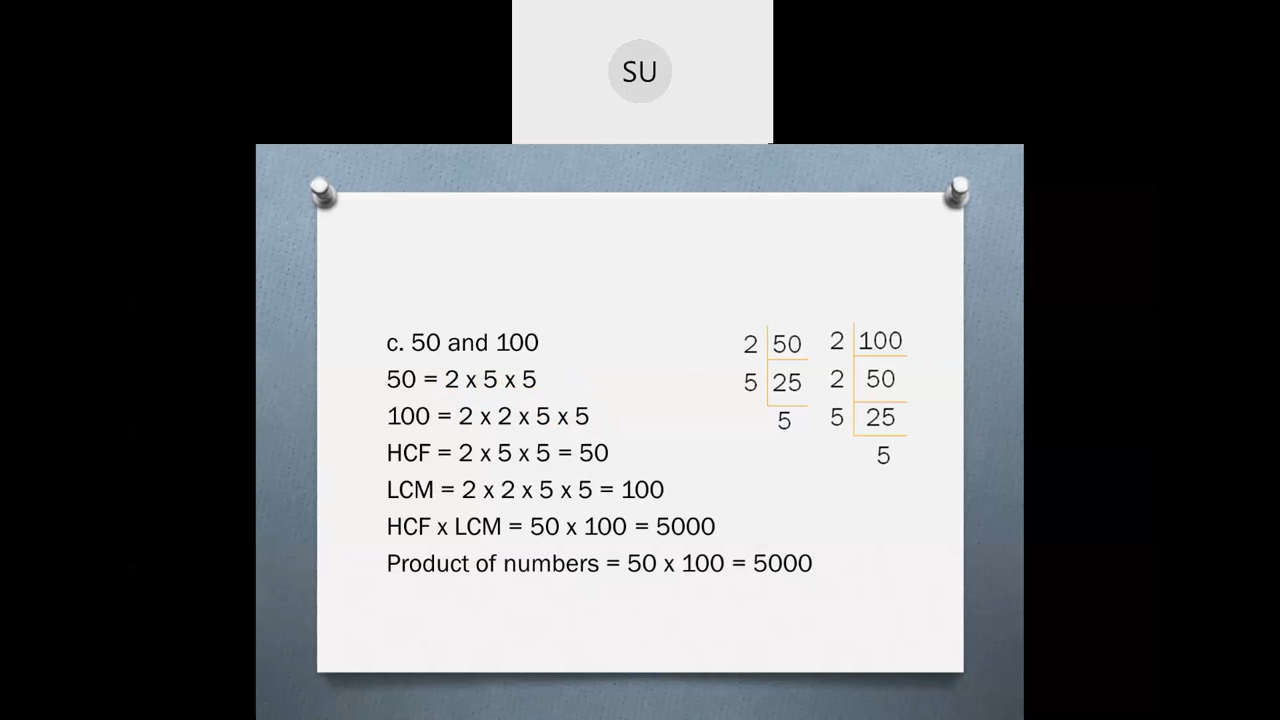 SU
c. 50 and 100
50 = 2 x 5 x 5
100 = 2 x 2 x 5 x 5
HCF = 2 x 5 x 5 = 50
LCM = 2 x 2 x 5 x 5 = 100
HCF x LCM = 50 x 100 = 5000
Product of numbers = 50 x 100 = 5000
2 50
5 25
5
2 100
2 50
5 25
5